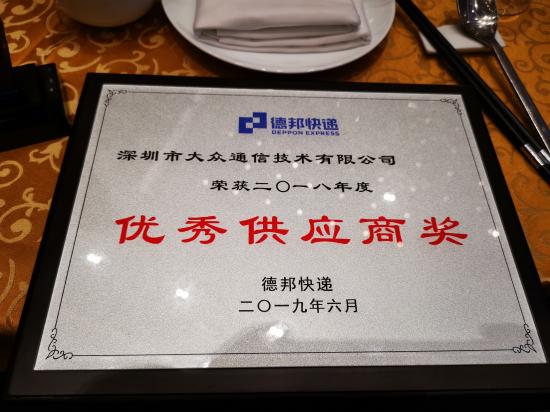 德邦快递
DEPPON EXPRESS
深圳市大众通信技术有限公司
荣获二〇一八年度
优秀供应商奖
德邦快递
二〇一九年六月